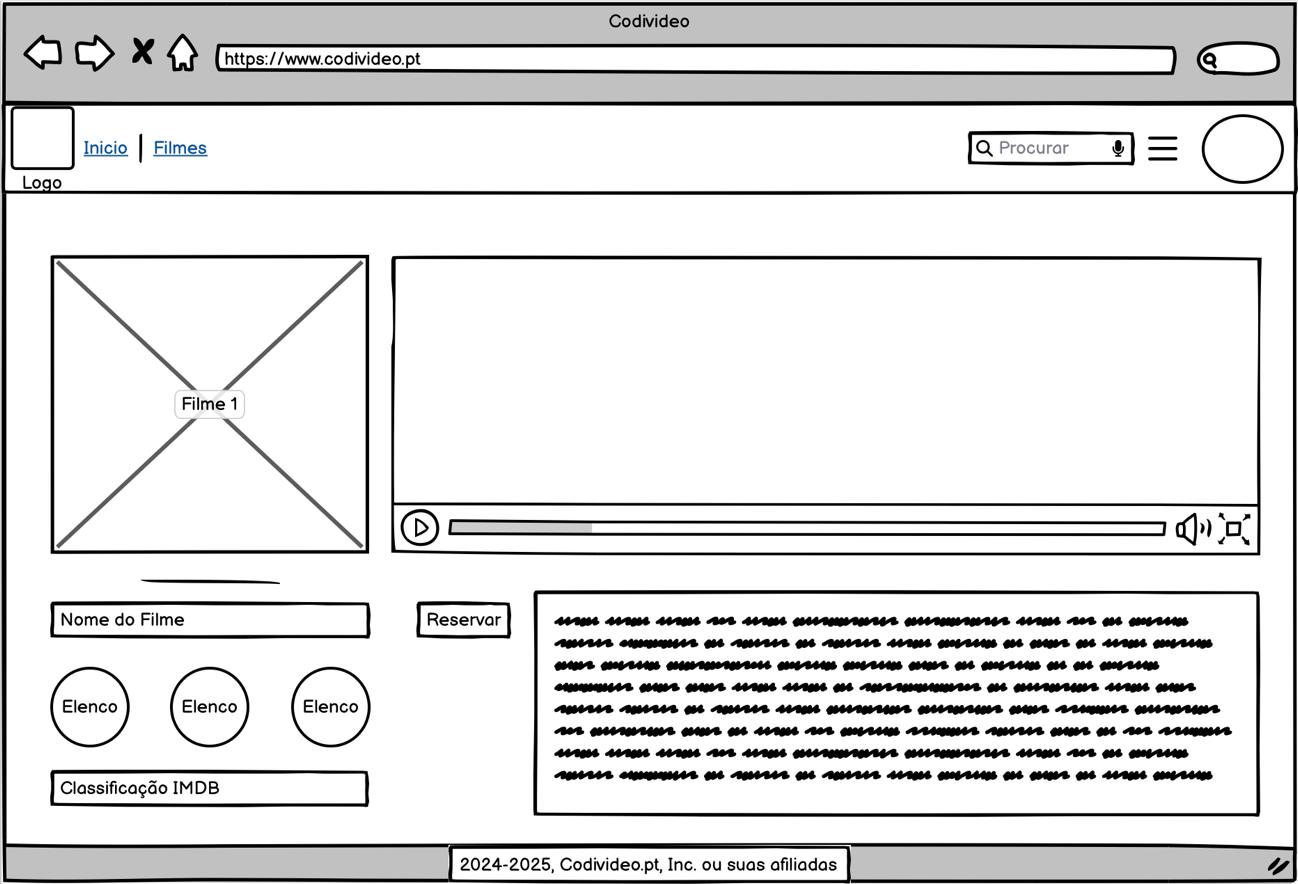 Codivideo
https://www.codivideo.pt
Logo
Inicio
Filmes
Procurar
Filme 1
Nome do Filme
Reservar
Elenco
Elenco
Elenco
Classificação IMDB
2024-2025, Codivideo.pt, Inc. ou suas afiliadas